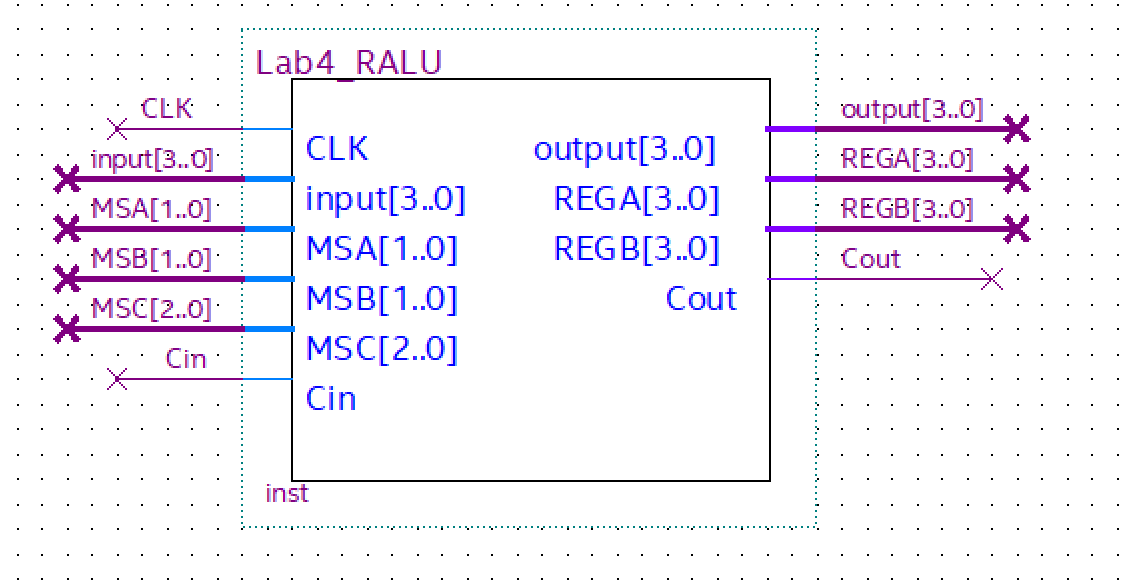 Lab4_RALU
CLK
input[3..0]
MSA[1..0]
MSB[1..0]
MSC[2..0]
Cin
CLK
input[3..0]
MSA[1..0]
MSB[1..0]
MSC[2..0]
Cin
output[3..0]
REGA[3..0]
REGB[3..0]
Cout
output[3..0]
REGA[3..0]
REGB[3..0]
Cout
inst